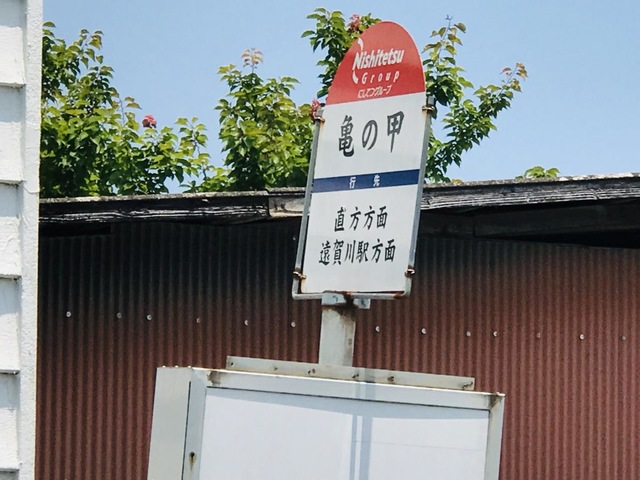 Nishitetsu
Group
にしてつグループ
亀の甲
行先
直方方面
遠賀川駅方面